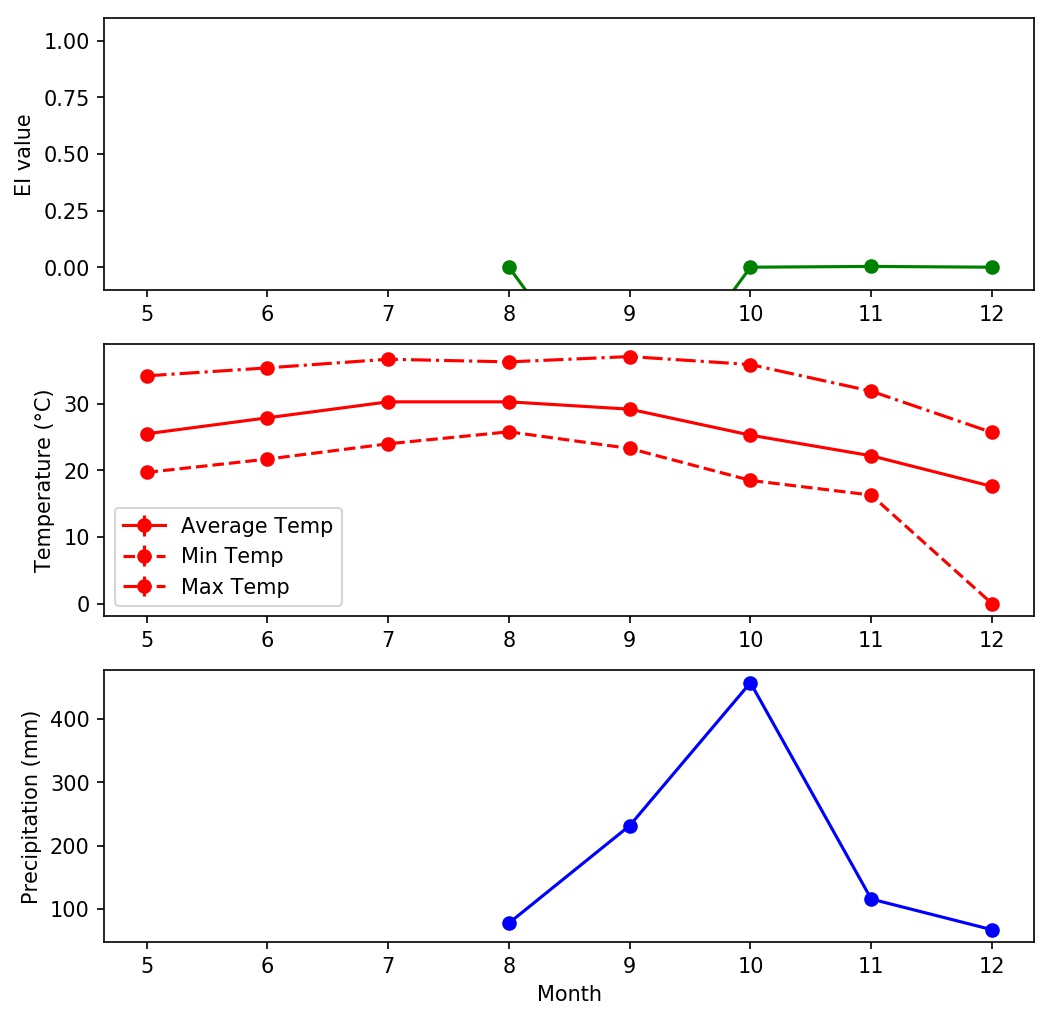 1.00
0.75
0.50
0.25
0.00
EI value
5 6 7 8 9 10 11 12
30
20
10
0
Temperature (°C)
Average Temp
Min Temp
Max Temp
5 6 7 8 9 10 11 12
400
300
200
100
Precipitation (mm)
5 6 7 8 9 10 11 12
Month